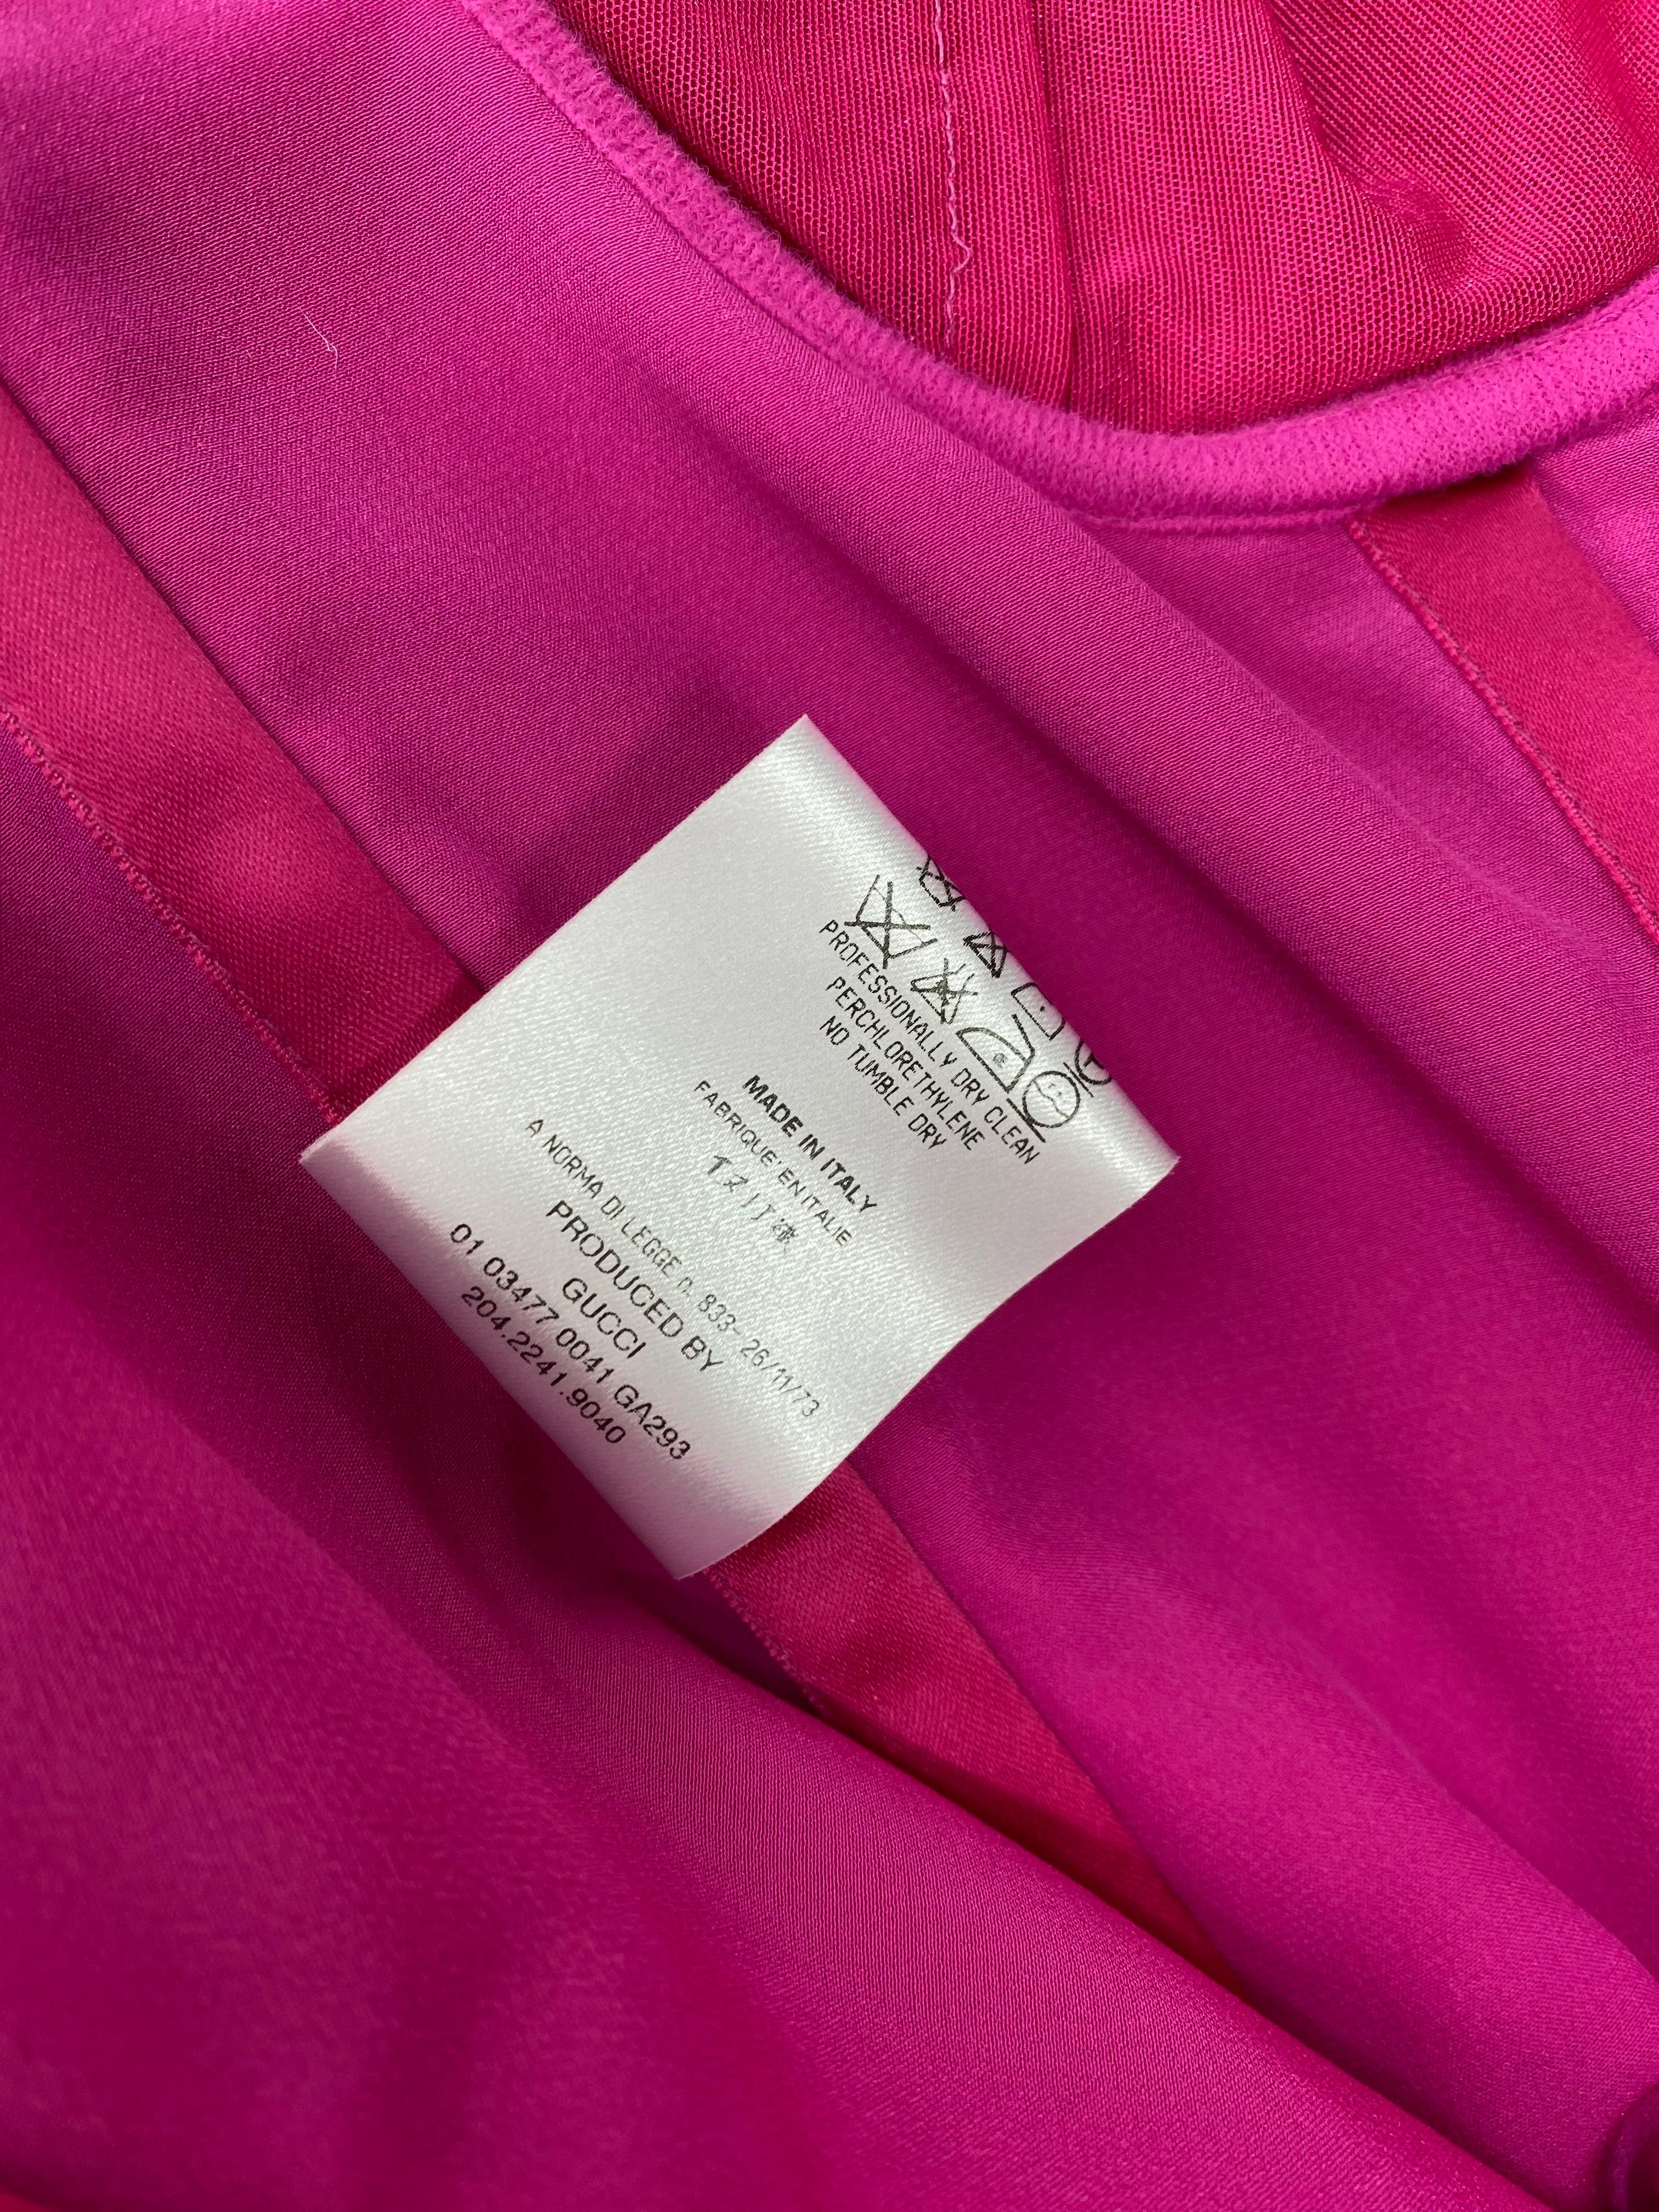 PROFESSIONALLY DRY CLEAN
PERCHLORETHYLENE
NO TUMBLE DRY
MADE IN ITALY
FABRIQUE' EN ITALIE
イタリア製
A NORMA DI LEGGE n. 833-26/11/73
PRODUCED BY
GUCCI
01 03477 0041 GA293
204.2241.9040